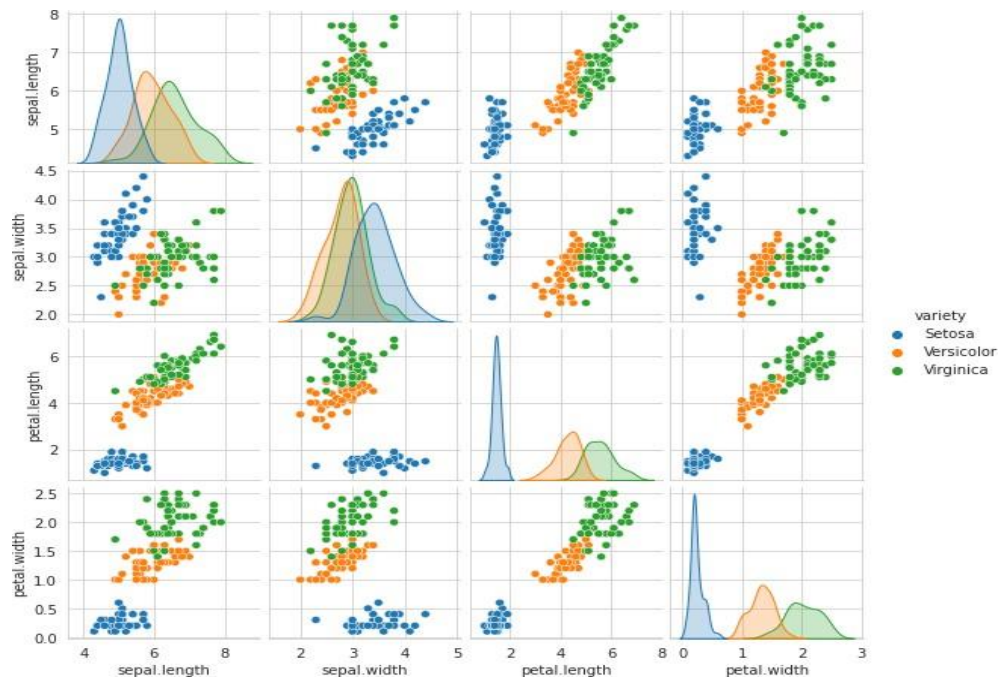 8
7
6
5
sepal.length
4.5
4.0
3.5
3.0
2.5
2.0
sepal.width
variety
Setosa
Versicolor
Virginica
6
4
2
petal.length
2.5
2.0
1.5
1.0
0.5
0.0
petal.width
4 6 8 2 3 4 5 2 4 6 8 0 1 2 3
sepal.length sepal.width petal.length petal.width